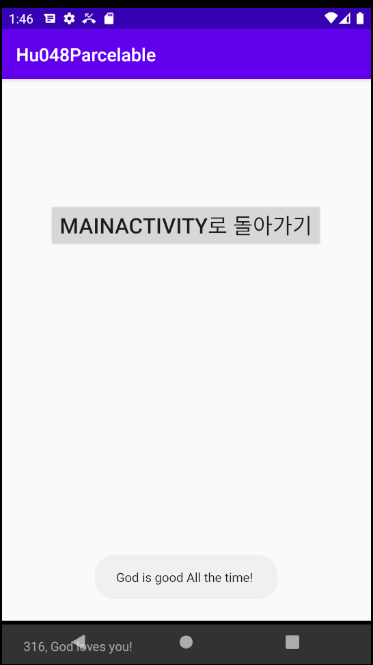 1:46
Hu048Parcelable
MAINACTIVITY로 돌아가기
God is good All the time!
316, God loves you!